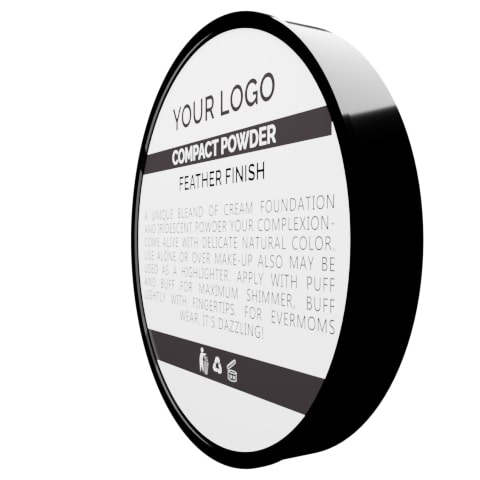 YOUR LOGO
COMPACT POWDER
FEATHER FINISH
A UNIQUE BLEAND OF CREAM FOUNDATION
AND IRIDESCENT POWDER YOUR COMPLEXION-
COME ALIVE WITH DELICATE NATURAL COLOR.
USE ALONE OR OVER MAKE-UP ALSO MAY BE
USED AS A HIGHLIGHTER. APPLY WITH PUFF
AND BUFF FOR MAXIMUM SHIMMER, BUFF
LIGHTLY WITH FINGERTIPS. FOR EVERMOMS
WEAR, IT'S DAZZLING!